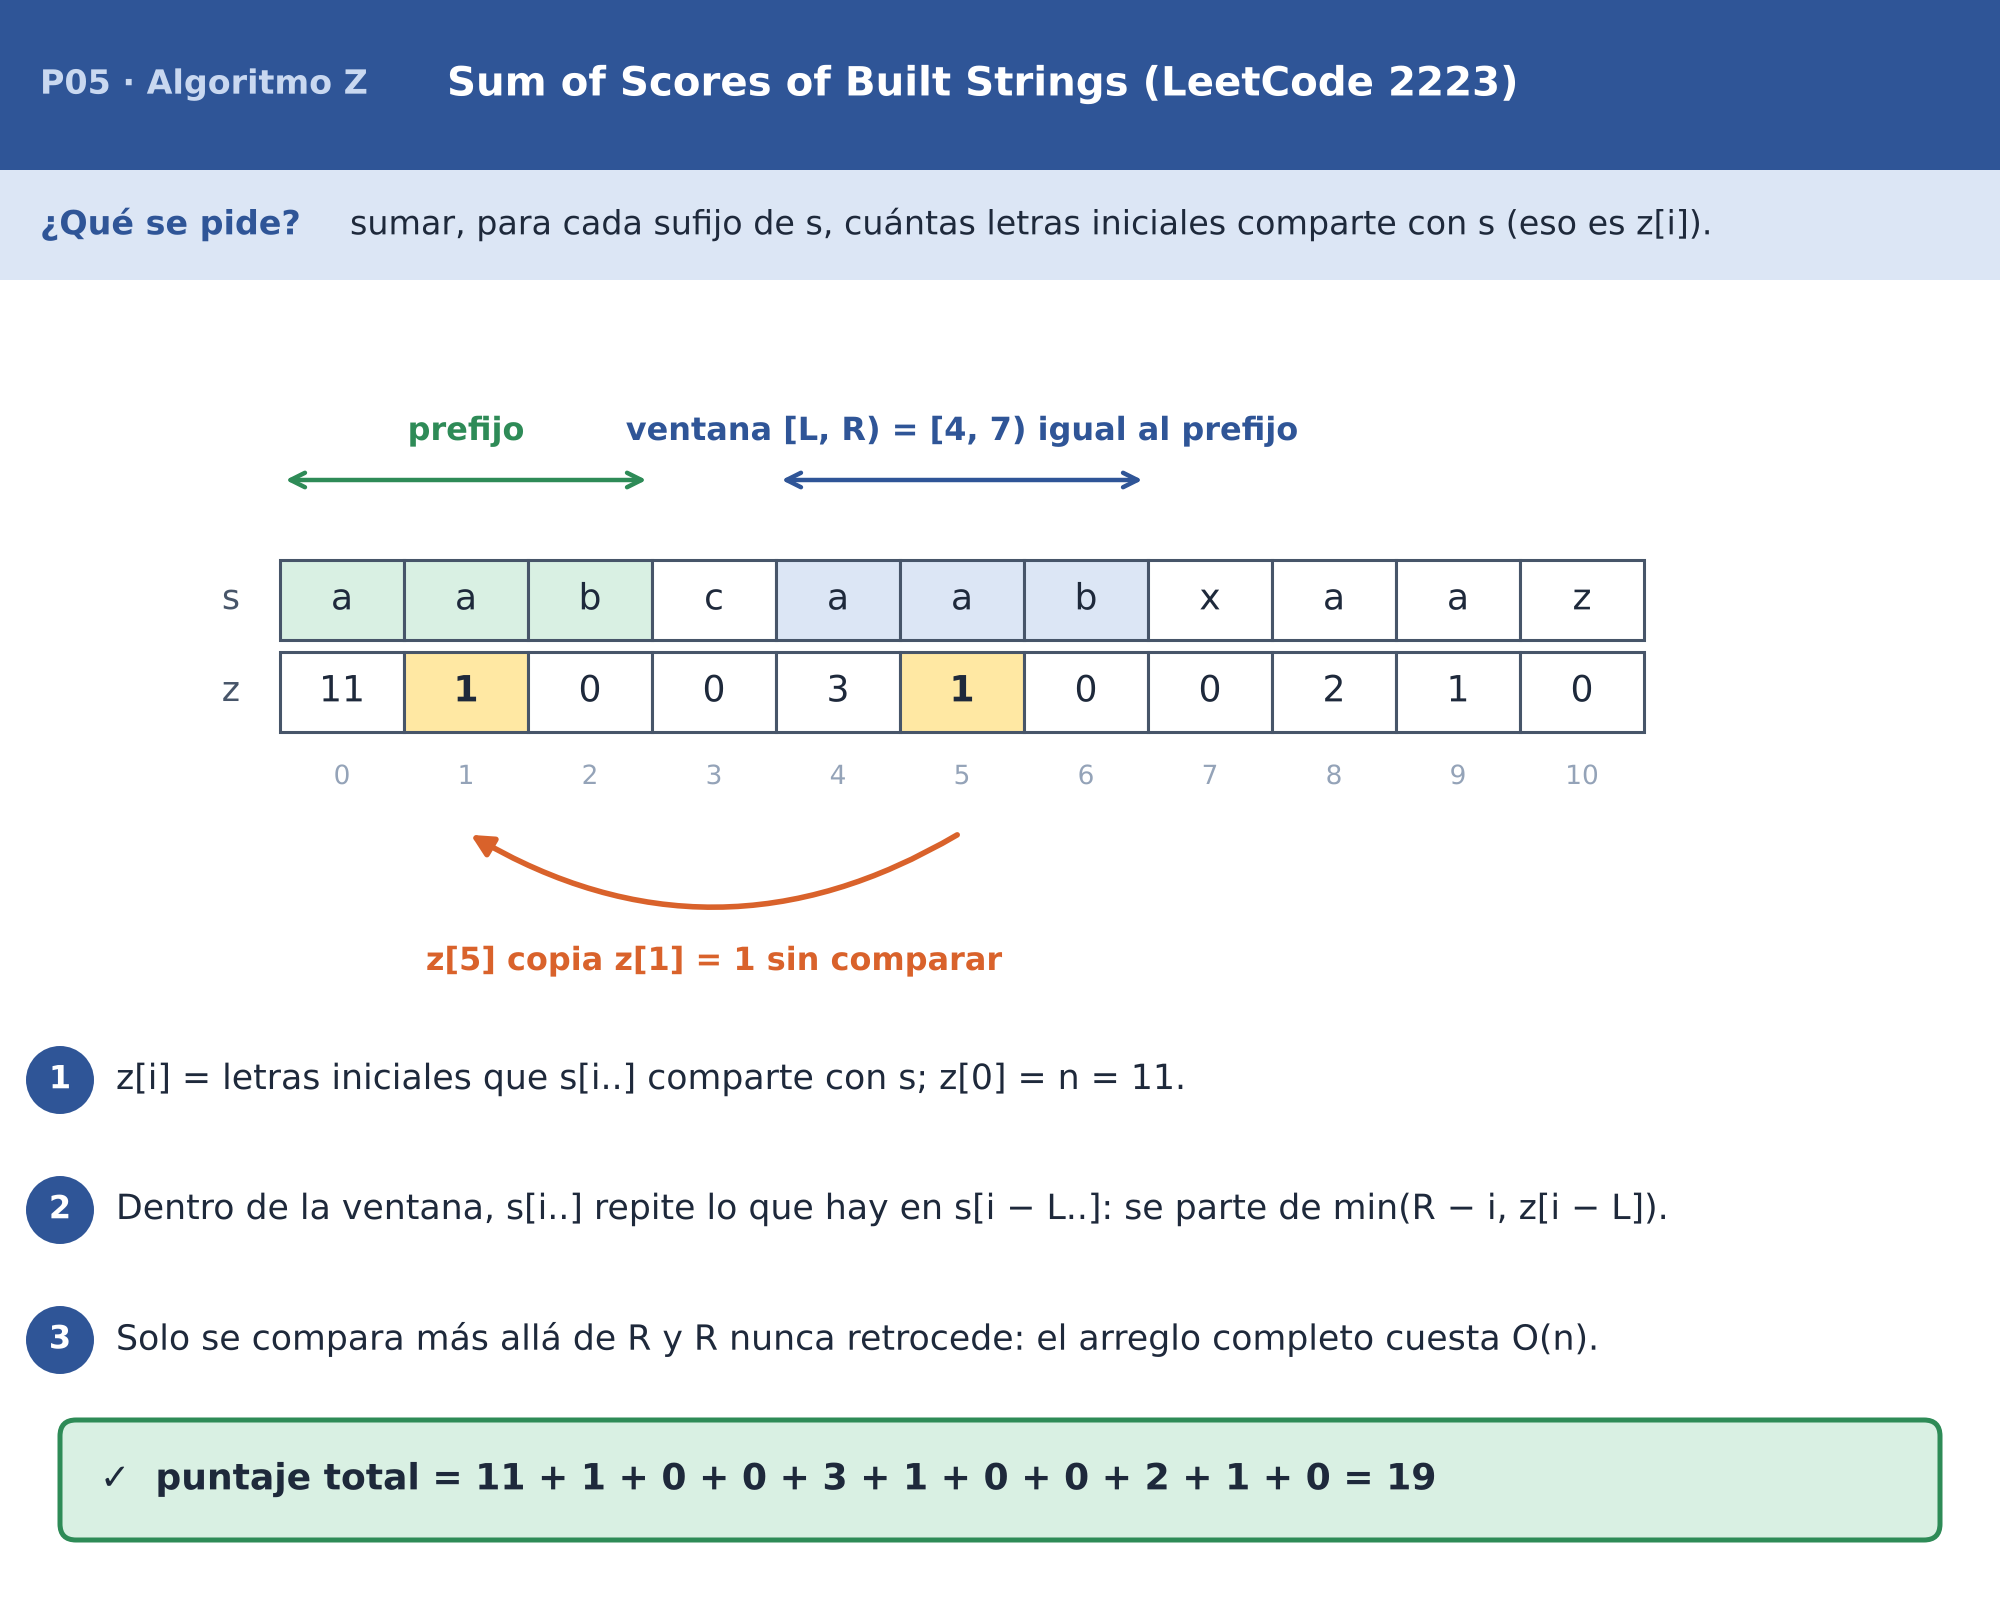 P05 · Algoritmo Z Sum of Scores of Built Strings (LeetCode 2223)
¿Qué se pide? sumar, para cada sufijo de s, cuántas letras iniciales comparte con s (eso es z[i]).
prefijo ventana [L, R) = [4, 7) igual al prefijo
s a a b c a a b x a a z
z 11 1 0 0 3 1 0 0 2 1 0
0 1 2 3 4 5 6 7 8 9 10
z[5] copia z[1] = 1 sin comparar
1 z[i] = letras iniciales que s[i..] comparte con s; z[0] = n = 11.
2 Dentro de la ventana, s[i..] repite lo que hay en s[i − L..]: se parte de min(R − i, z[i − L]).
3 Solo se compara más allá de R y R nunca retrocede: el arreglo completo cuesta O(n).
✓ puntaje total = 11 + 1 + 0 + 0 + 3 + 1 + 0 + 0 + 2 + 1 + 0 = 19